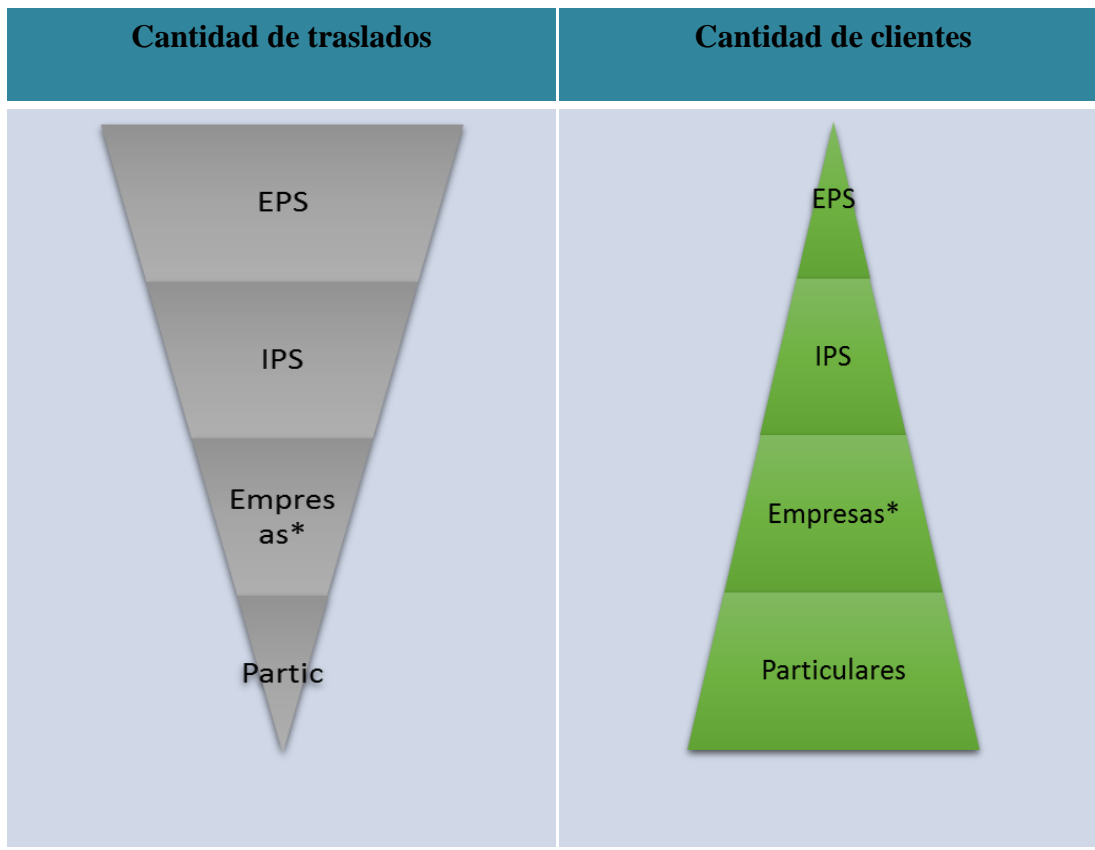 Cantidad de traslados
Cantidad de clientes
EPS
IPS
Empres
as*
Partic
EPS
IPS
Empresas*
Particulares